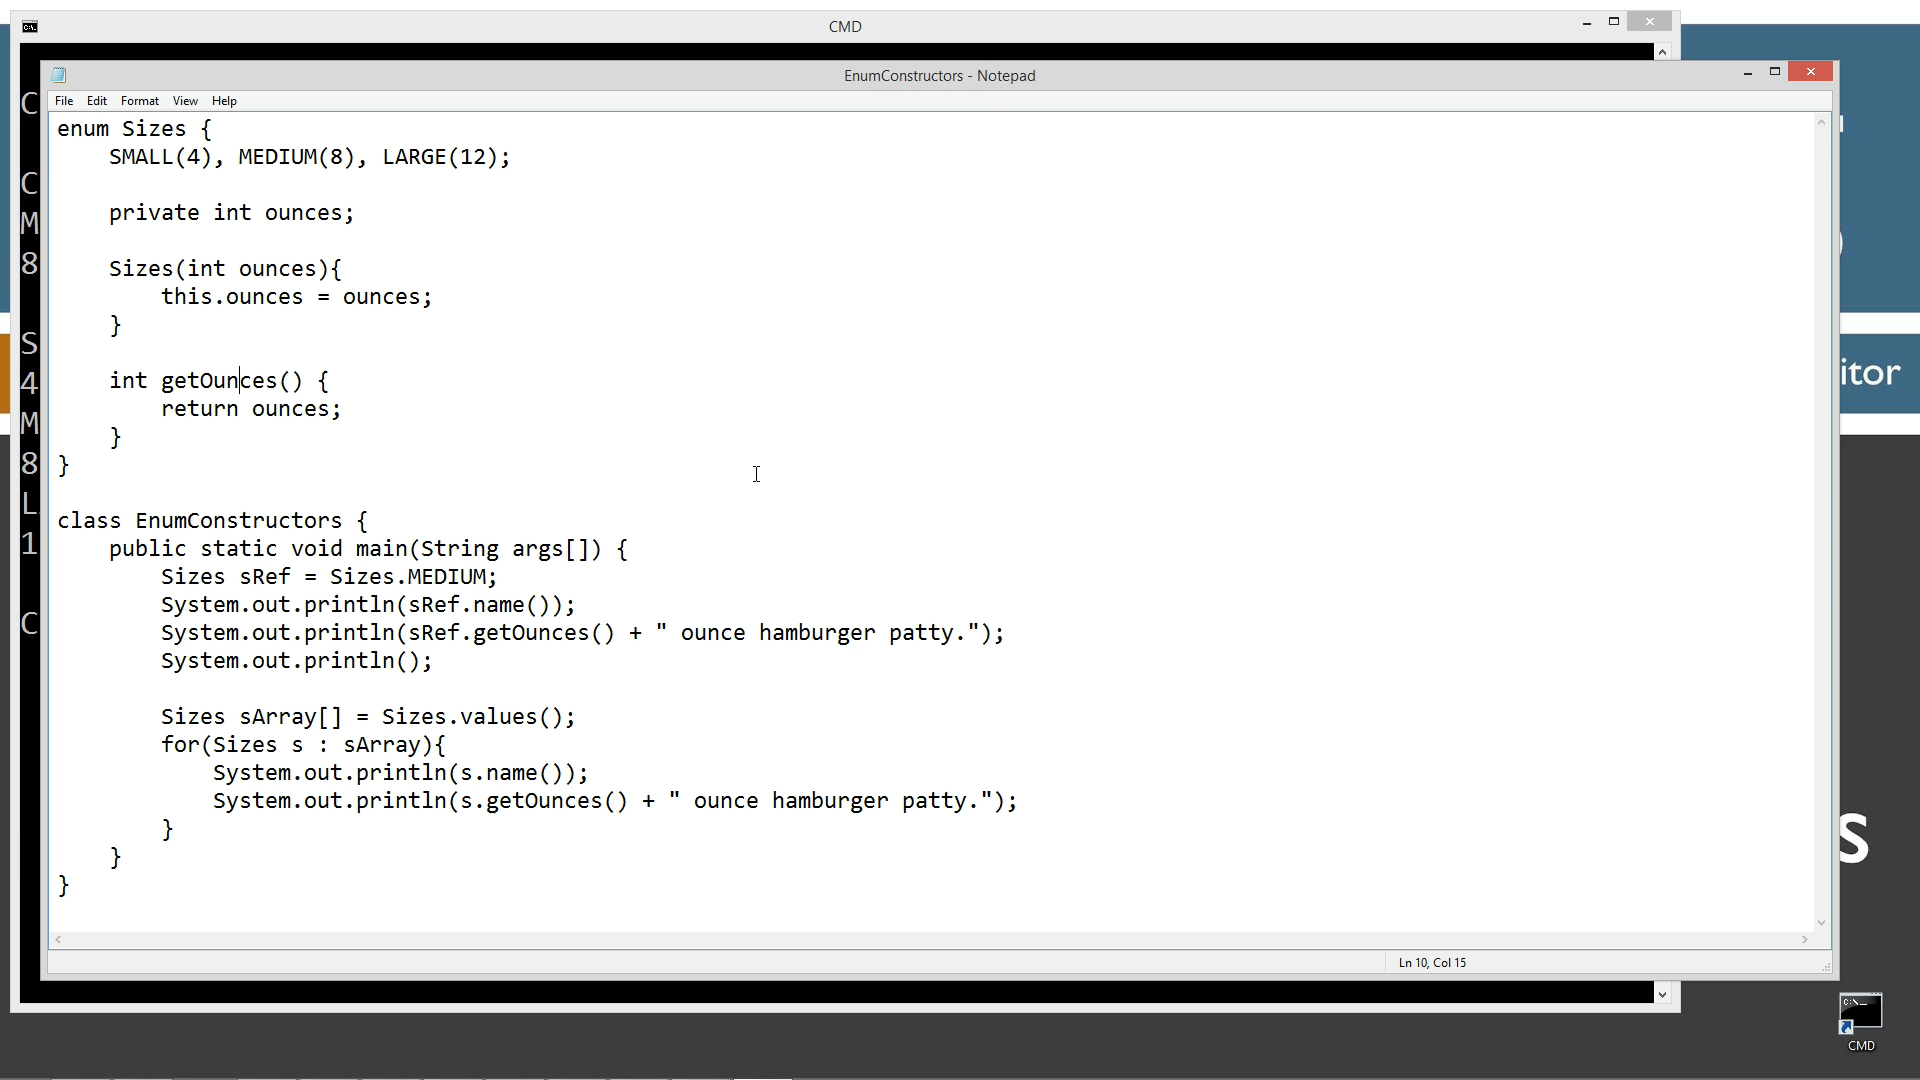 CMD
EnumConstructors - Notepad
File Edit Format View Help
enum Sizes {
    SMALL(4), MEDIUM(8), LARGE(12);

    private int ounces;

    Sizes(int ounces){
        this.ounces = ounces;
    }

    int getOunces() {
        return ounces;
    }
}

class EnumConstructors {
    public static void main(String args[]) {
        Sizes sRef = Sizes.MEDIUM;
        System.out.println(sRef.name());
        System.out.println(sRef.getOunces() + " ounce hamburger patty.");
        System.out.println();

        Sizes sArray[] = Sizes.values();
        for(Sizes s : sArray){
            System.out.println(s.name());
            System.out.println(s.getOunces() + " ounce hamburger patty.");
        }
    }
}
Ln 10, Col 15
C
C
M
8
S
4
M
8
L
1
C
itor
s
CMD